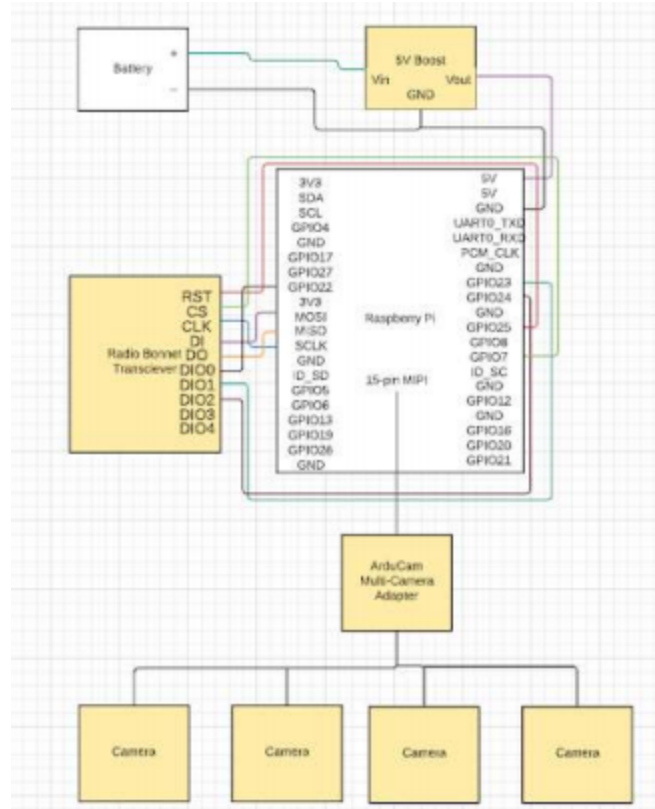 Battery
+
−
5V Boost
Vin
Vout
GND
3V3
SDA
SCL
GPIO4
GND
GPIO17
GPIO27
GPIO22
3V3
MOSI
MISO
SCLK
GND
ID_SD
GPIO5
GPIO6
GPIO13
GPIO19
GPIO26
GND
Raspberry Pi
15-pin MIPI
5V
5V
GND
UART0_TXD
UART0_RXD
PCM_CLK
GND
GPIO23
GPIO24
GND
GPIO25
GPIO8
GPIO7
ID_SC
GND
GPIO12
GND
GPIO16
GPIO20
GPIO21
Radio Bonnet
Transciever
RST
CS
CLK
DI
DO
DIO0
DIO1
DIO2
DIO3
DIO4
ArduCam
Multi-Camera
Adapter
Camera
Camera
Camera
Camera